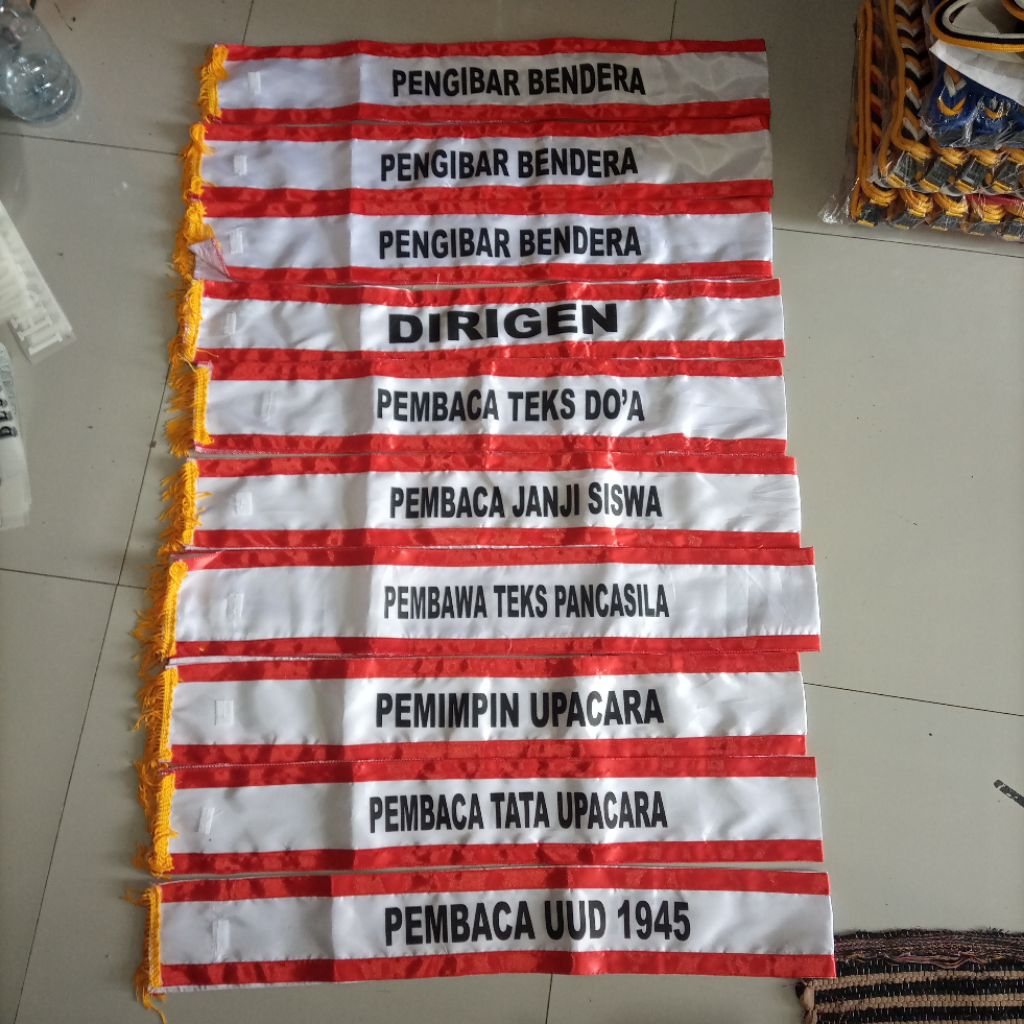 PENGIBAR BENDERA
PENGIBAR BENDERA
PENGIBAR BENDERA
DIRIGEN
PEMBACA TEKS DO'A
PEMBACA JANJI SISWA
PEMBAWA TEKS PANCASILA
PEMIMPIN UPACARA
PEMBACA TATA UPACARA
PEMBACA UUD 1945